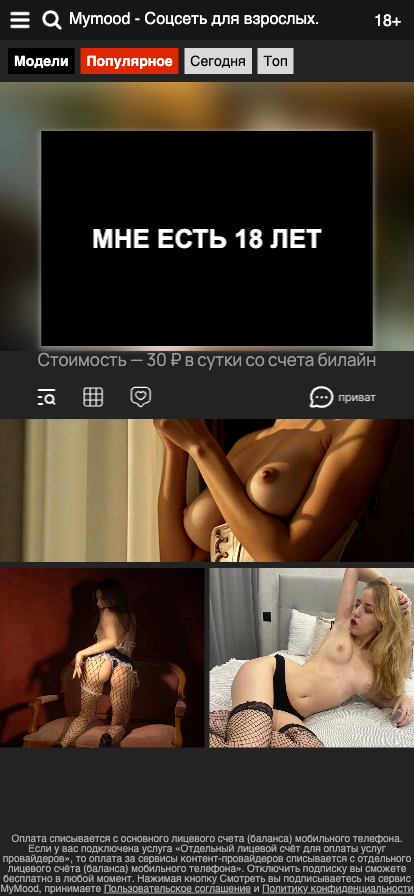 Mymood - Соцсеть для взрослых.
18+
Модели
Популярное
Сегодня
Топ
МНЕ ЕСТЬ 18 ЛЕТ
Стоимость — 30 ₽ в сутки со счета билайн
приват
Оплата списывается с основного лицевого счета (баланса) мобильного телефона.
Если у вас подключена услуга «Отдельный лицевой счёт для оплаты услуг
провайдеров», то оплата за сервисы контент-провайдеров списывается с отдельного
лицевого счёта (баланса) мобильного телефона». Отключить подписку вы сможете
бесплатно в любой момент. Нажимая кнопку Смотреть вы подписываетесь на сервис
MyMood, принимаете Пользовательское соглашение и Политику конфиденциальности